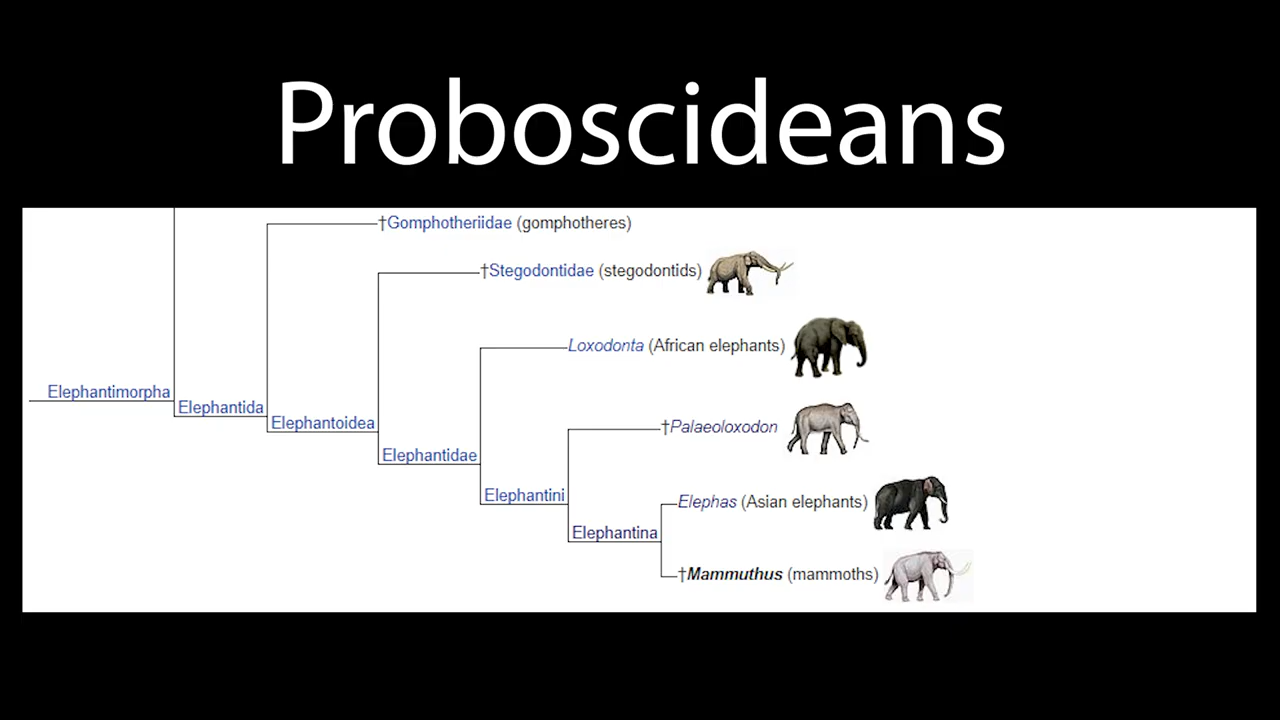 Proboscideans
†Gomphotheriidae (gomphotheres)
†Stegodontidae (stegodontids)
Loxodonta (African elephants)
Elephantimorpha
Elephantida
Elephantoidea
†Palaeoloxodon
Elephantidae
Elephantini
Elephas (Asian elephants)
Elephantina
†Mammuthus (mammoths)